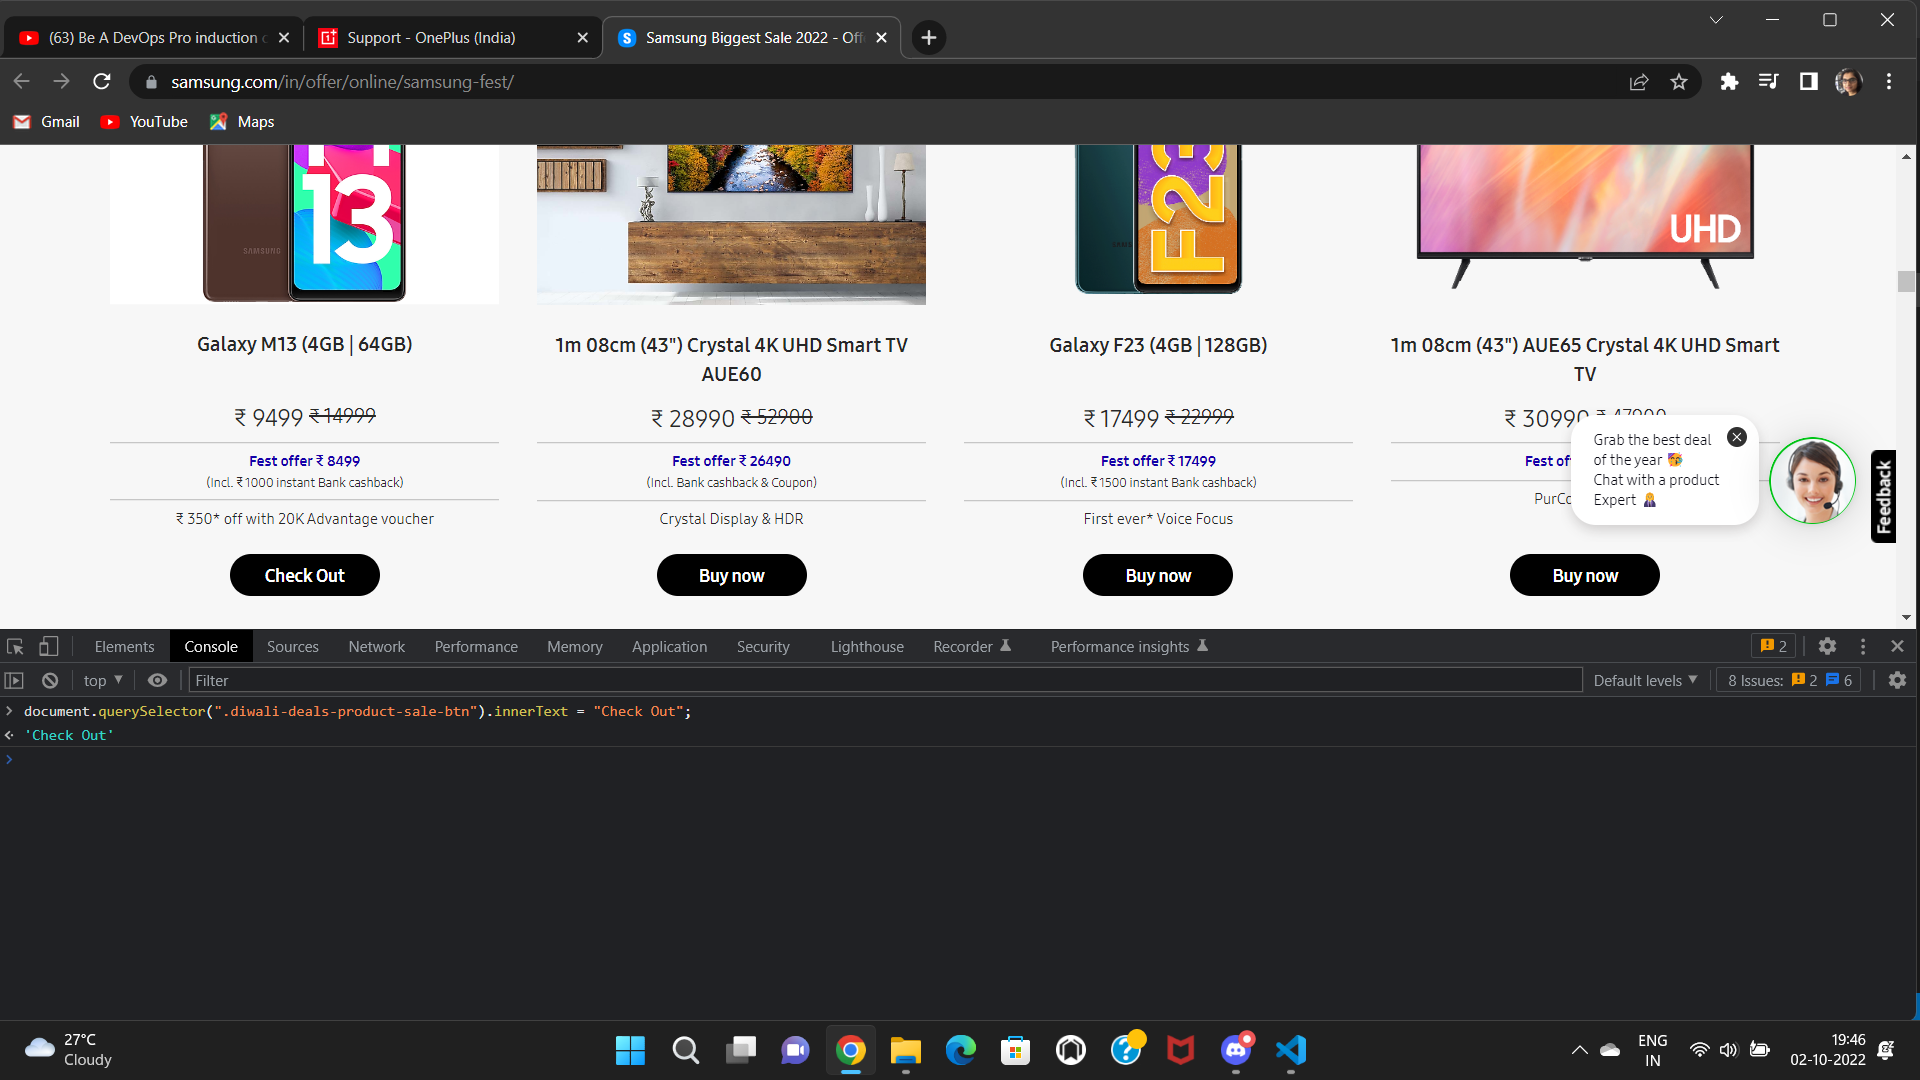 (63) Be A DevOps Pro induction
Support - OnePlus (India)
Samsung Biggest Sale 2022 - Off
samsung.com/in/offer/online/samsung-fest/
Gmail
YouTube
Maps
SAMSUNG
13
F23
UHD
Galaxy M13 (4GB | 64GB)
₹ 9499 ₹ 14999
Fest offer ₹ 8499
(Incl. ₹ 1000 instant Bank cashback)
₹ 350* off with 20K Advantage voucher
Check Out
1m 08cm (43") Crystal 4K UHD Smart TV
AUE60
₹ 28990 ₹ 52900
Fest offer ₹ 26490
(Incl. Bank cashback & Coupon)
Crystal Display & HDR
Buy now
Galaxy F23 (4GB | 128GB)
₹ 17499 ₹ 22999
Fest offer ₹ 17499
(Incl. ₹ 1500 instant Bank cashback)
First ever* Voice Focus
Buy now
1m 08cm (43") AUE65 Crystal 4K UHD Smart
TV
₹ 30990 ₹ 47900
Fest of
PurCo
Buy now
Grab the best deal
of the year 🥳
Chat with a product
Expert
Feedback
Elements Console Sources Network Performance Memory Application Security Lighthouse Recorder Performance insights 2
top Filter Default levels 8 Issues: 2 6
document.querySelector(".diwali-deals-product-sale-btn").innerText = "Check Out";
'Check Out'
27°C
Cloudy
ENG
IN
19:46
02-10-2022